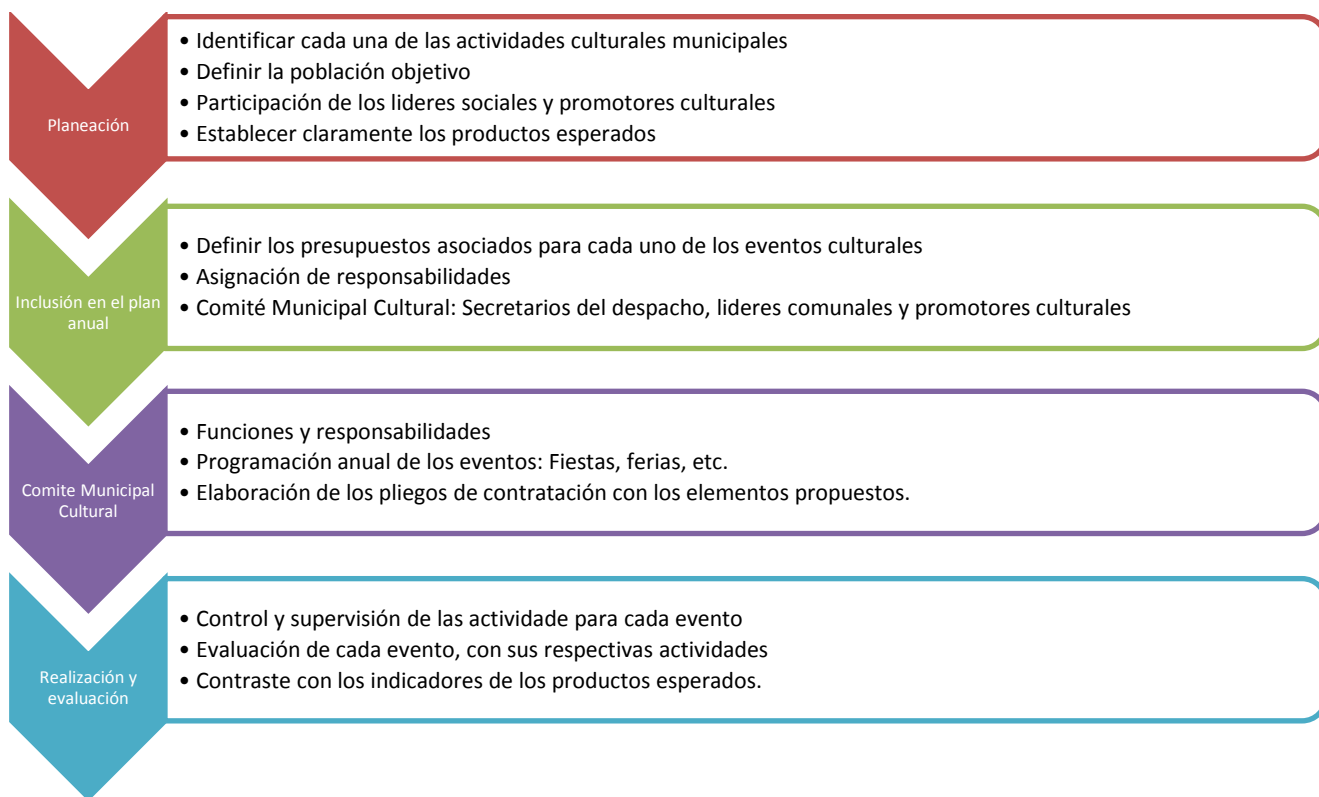 Planeación
• Identificar cada una de las actividades culturales municipales
• Definir la población objetivo
• Participación de los lideres sociales y promotores culturales
• Establecer claramente los productos esperados
Inclusión en el plan
anual
• Definir los presupuestos asociados para cada uno de los eventos culturales
• Asignación de responsabilidades
• Comité Municipal Cultural: Secretarios del despacho, lideres comunales y promotores culturales
Comite Municipal
Cultural
• Funciones y responsabilidades
• Programación anual de los eventos: Fiestas, ferias, etc.
• Elaboración de los pliegos de contratación con los elementos propuestos.
Realización y
evaluación
• Control y supervisión de las actividade para cada evento
• Evaluación de cada evento, con sus respectivas actividades
• Contraste con los indicadores de los productos esperados.